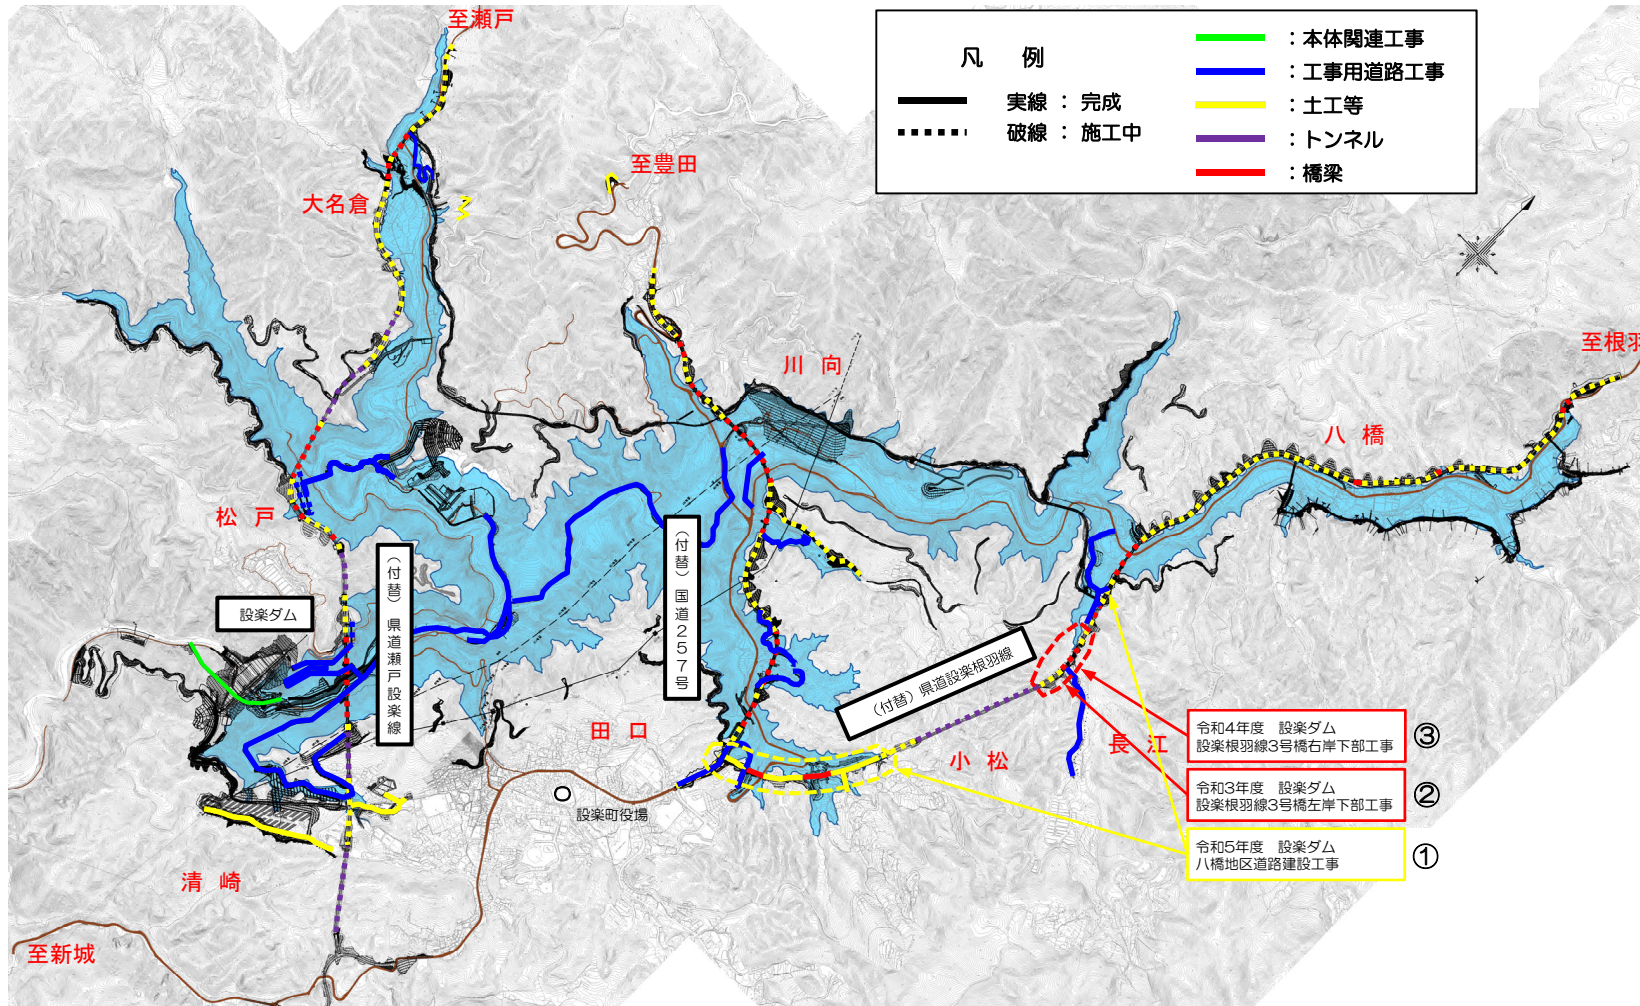 至瀬戸
凡 例
実線 : 完成
破線 : 施工中
:本体関連工事
:工事用道路工事
:土工等
:トンネル
:橋梁
至豊田
大名倉
川 向
至根羽
八 橋
松 戸
設楽ダム
(付替) 県道瀬戸設楽線
(付替) 国道257号
(付替) 県道設楽根羽線
田 口
設楽町役場
小 松
長 江
令和4年度 設楽ダム
設楽根羽線3号橋右岸下部工事
③
令和3年度 設楽ダム
設楽根羽線3号橋左岸下部工事
②
令和5年度 設楽ダム
八橋地区道路建設工事
①
清 崎
至新城